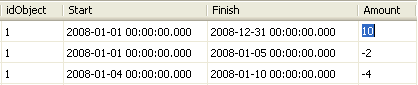 idObject Start Finish Amount
1 2008-01-01 00:00:00.000 2008-12-31 00:00:00.000 10
1 2008-01-01 00:00:00.000 2008-01-05 00:00:00.000 -2
1 2008-01-04 00:00:00.000 2008-01-10 00:00:00.000 -4